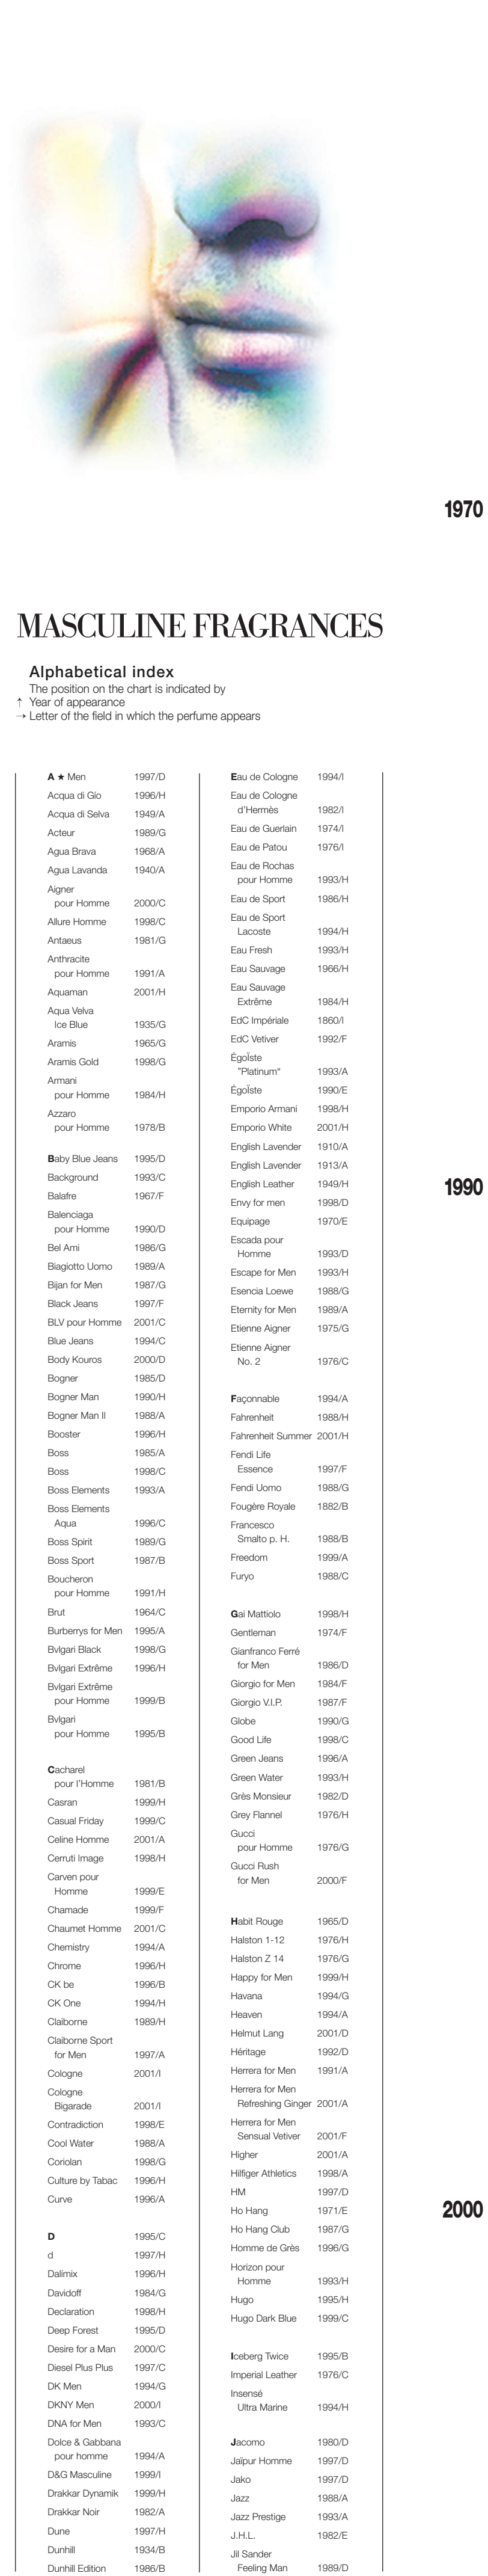 1970
MASCULINE FRAGRANCES
Alphabetical index
The position on the chart is indicated by
↑ Year of appearance
→ Letter of the field in which the perfume appears
A ★ Men 1997/D
Acqua di Gío 1996/H
Acqua di Selva 1949/A
Acteur 1989/G
Agua Brava 1968/A
Agua Lavanda 1940/A
Aigner
pour Homme 2000/C
Allure Homme 1998/C
Antaeus 1981/G
Anthracite
pour Homme 1991/A
Aquaman 2001/H
Aqua Velva
Ice Blue 1935/G
Aramis 1965/G
Aramis Gold 1998/G
Armani
pour Homme 1984/H
Azzaro
pour Homme 1978/B
Baby Blue Jeans 1995/D
Background 1993/C
Balafre 1967/F
Balenciaga
pour Homme 1990/D
Bel Ami 1986/G
Biagiotto Uomo 1989/A
Bijan for Men 1987/G
Black Jeans 1997/F
BLV pour Homme 2001/C
Blue Jeans 1994/C
Body Kouros 2000/D
Bogner 1985/D
Bogner Man 1990/H
Bogner Man II 1988/A
Booster 1996/H
Boss 1985/A
Boss 1998/C
Boss Elements 1993/A
Boss Elements
Aqua 1996/C
Boss Spirit 1989/G
Boss Sport 1987/B
Boucheron
pour Homme 1991/H
Brut 1964/C
Burberrys for Men 1995/A
Bvlgari Black 1998/G
Bvlgari Extrême 1996/H
Bvlgari Extrême
pour Homme 1999/B
Bvlgari
pour Homme 1995/B
Cacharel
pour l'Homme 1981/B
Casran 1999/H
Casual Friday 1999/C
Celine Homme 2001/A
Cerruti Image 1998/H
Carven pour
Homme 1999/E
Chamade 1999/F
Chaumet Homme 2001/C
Chemistry 1994/A
Chrome 1996/H
CK be 1996/B
CK One 1994/H
Claiborne 1989/H
Claiborne Sport
for Men 1997/A
Cologne 2001/I
Cologne
Bigarade 2001/I
Contradiction 1998/E
Cool Water 1988/A
Coriolan 1998/G
Culture by Tabac 1996/H
Curve 1996/A
D 1995/C
d 1997/H
Dalimix 1996/H
Davidoff 1984/G
Declaration 1998/H
Deep Forest 1995/D
Desire for a Man 2000/C
Diesel Plus Plus 1997/C
DK Men 1994/G
DKNY Men 2000/I
DNA for Men 1993/C
Dolce & Gabbana
pour homme 1994/A
D&G Masculine 1999/I
Drakkar Dynamik 1999/H
Drakkar Noir 1982/A
Dune 1997/H
Dunhill 1934/B
Dunhill Edition 1986/B
Eau de Cologne 1994/I
Eau de Cologne
d'Hermès 1982/I
Eau de Guerlain 1974/I
Eau de Patou 1976/I
Eau de Rochas
pour Homme 1993/H
Eau de Sport 1986/H
Eau de Sport
Lacoste 1994/H
Eau Fresh 1993/H
Eau Sauvage 1966/H
Eau Sauvage
Extrême 1984/H
EdC Impériale 1860/I
EdC Vetiver 1992/F
ÉgoÏste
"Platinum" 1993/A
ÉgoÏste 1990/E
Emporio Armani 1998/H
Emporio White 2001/H
English Lavender 1910/A
English Lavender 1913/A
English Leather 1949/H
Envy for men 1998/D
Equipage 1970/E
Escada pour
Homme 1993/D
Escape for Men 1993/H
Esencia Loewe 1988/G
Eternity for Men 1989/A
Etienne Aigner 1975/G
Etienne Aigner
No. 2 1976/C
Façonnable 1994/A
Fahrenheit 1988/H
Fahrenheit Summer 2001/H
Fendi Life
Essence 1997/F
Fendi Uomo 1988/G
Fougère Royale 1882/B
Francesco
Smalto p. H. 1988/B
Freedom 1999/A
Furyo 1988/C
Gai Mattiolo 1998/H
Gentleman 1974/F
Gianfranco Ferré
for Men 1986/D
Giorgio for Men 1984/F
Giorgio V.I.P. 1987/F
Globe 1990/G
Good Life 1998/C
Green Jeans 1996/A
Green Water 1993/H
Grès Monsieur 1982/D
Grey Flannel 1976/H
Gucci
pour Homme 1976/G
Gucci Rush
for Men 2000/F
Habit Rouge 1965/D
Halston 1-12 1976/H
Halston Z 14 1976/G
Happy for Men 1999/H
Havana 1994/G
Heaven 1994/A
Helmut Lang 2001/D
Héritage 1992/D
Herrera for Men 1991/A
Herrera for Men
Refreshing Ginger 2001/A
Herrera for Men
Sensual Vetiver 2001/F
Higher 2001/A
Hilfiger Athletics 1998/A
HM 1997/D
Ho Hang 1971/E
Ho Hang Club 1987/G
Homme de Grès 1996/G
Horizon pour
Homme 1993/H
Hugo 1995/H
Hugo Dark Blue 1999/C
Iceberg Twice 1995/B
Imperial Leather 1976/C
Insensé
Ultra Marine 1994/H
Jacomo 1980/D
Jaïpur Homme 1997/D
Jako 1997/D
Jazz 1988/A
Jazz Prestige 1993/A
J.H.L. 1982/E
Jil Sander
Feeling Man 1989/D
1990
2000